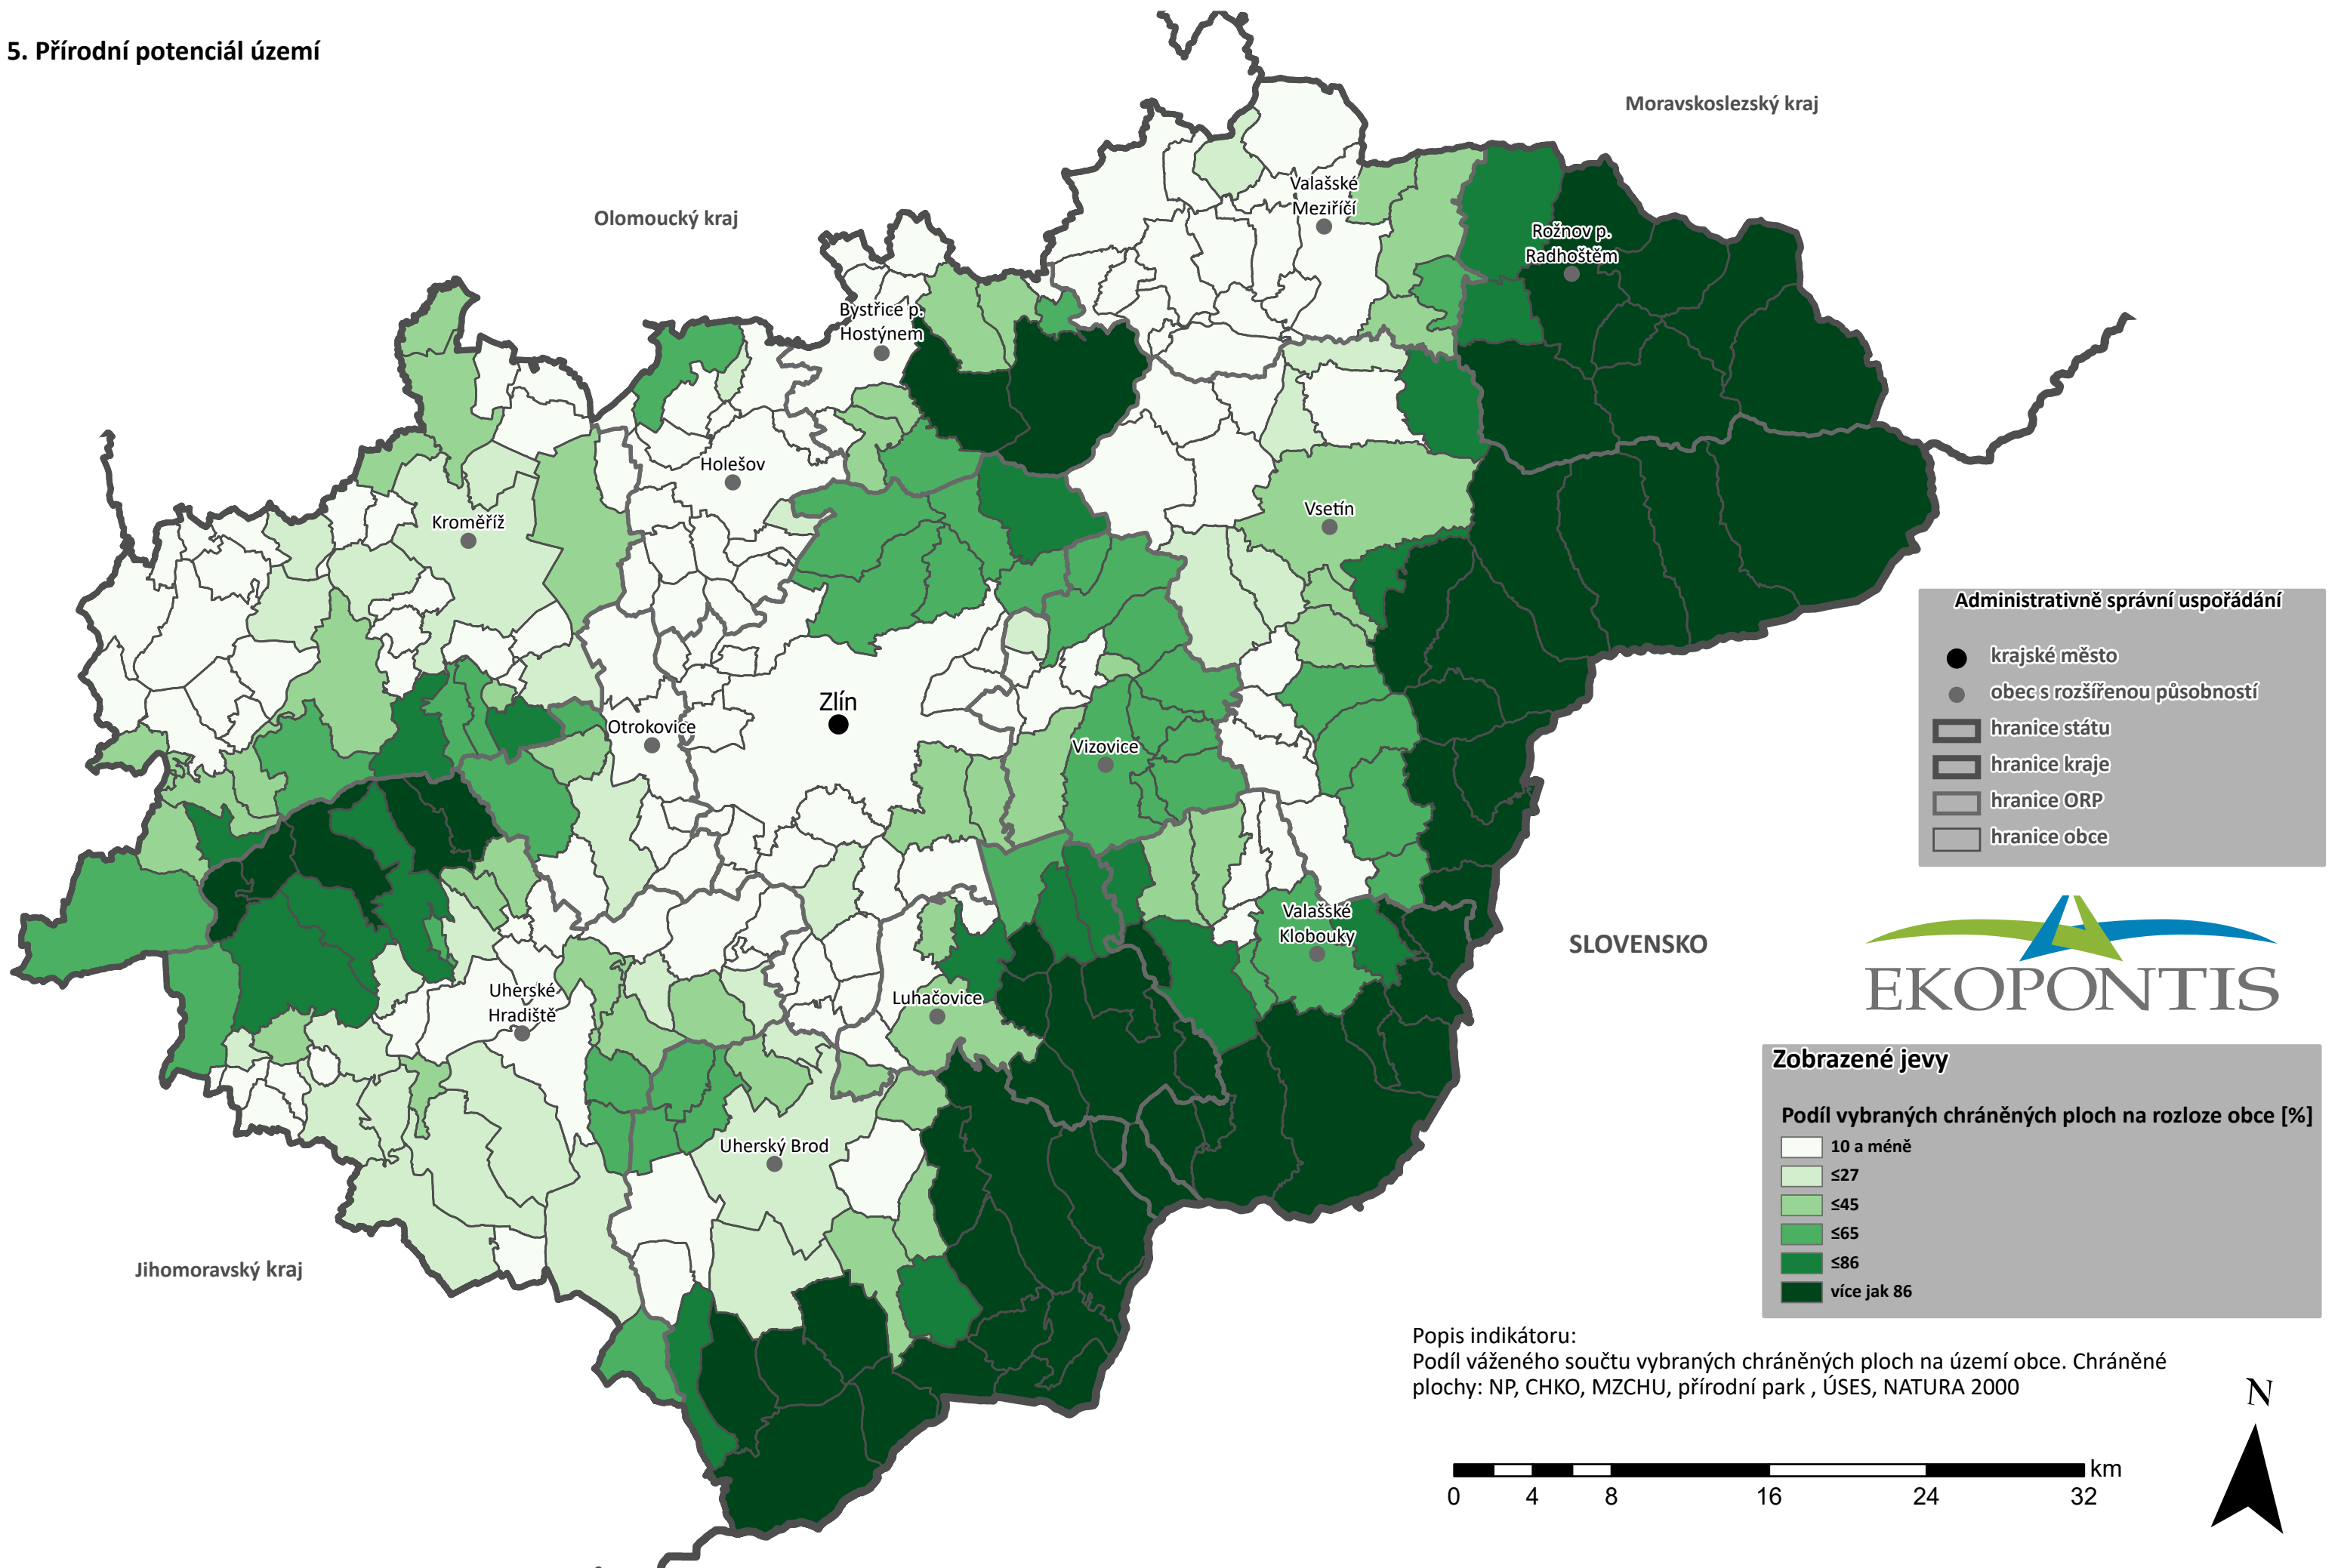 5. Přírodní potenciál území
Moravskoslezský kraj
Olomoucký kraj
Valašské
Meziříčí
Rožnov p.
Radhoštěm
Bystřice p.
Hostýnem
Holešov
Kroměříž
Vsetín
Zlín
Otrokovice
Vizovice
Valašské
Klobouky
Luhačovice
Uherské
Hradiště
Uherský Brod
SLOVENSKO
Jihomoravský kraj
Administrativně správní uspořádání
krajské město
obec s rozšířenou působností
hranice státu
hranice kraje
hranice ORP
hranice obce
EKOPONTIS
Zobrazené jevy
Podíl vybraných chráněných ploch na rozloze obce [%]
10 a méně
≤27
≤45
≤65
≤86
více jak 86
Popis indikátoru:
Podíl váženého součtu vybraných chráněných ploch na území obce. Chráněné
plochy: NP, CHKO, MZCHU, přírodní park , ÚSES, NATURA 2000
N
km
0 4 8 16 24 32